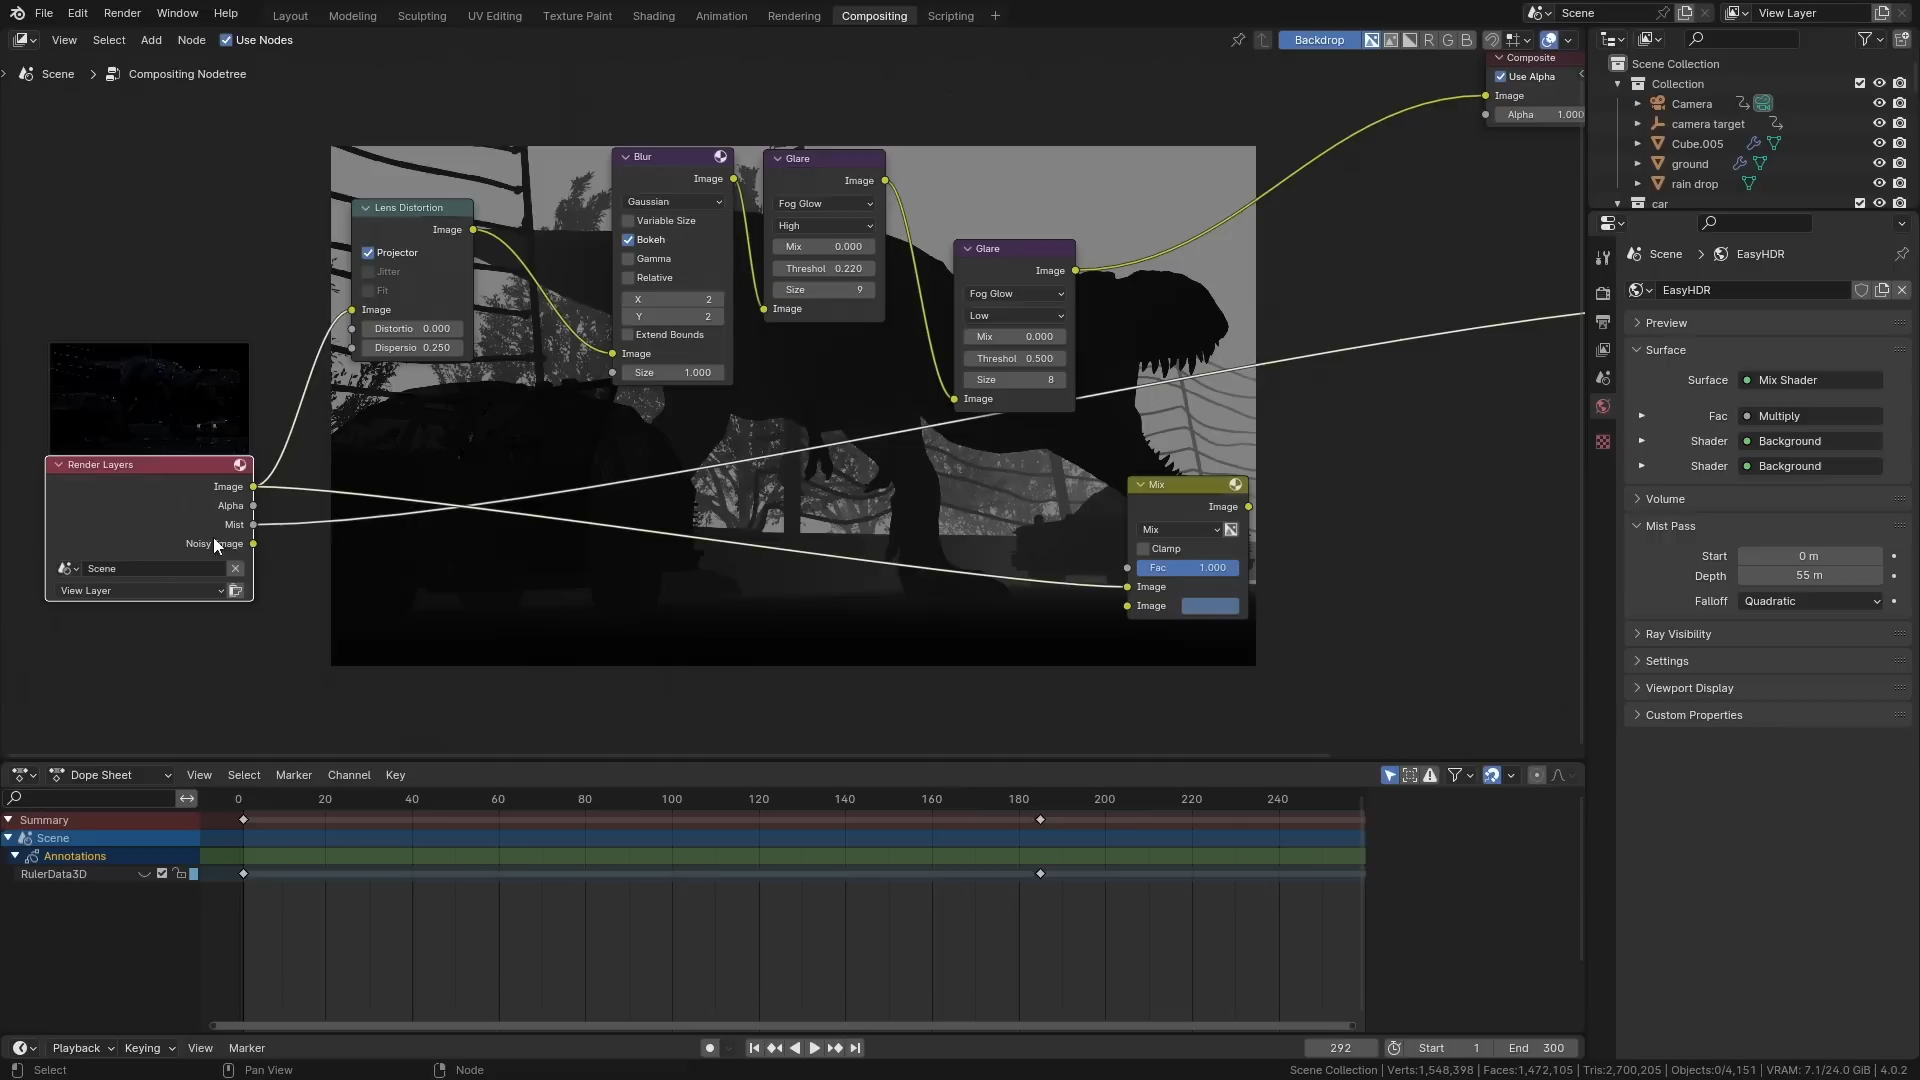 File Edit Render Window Help Layout Modeling Sculpting UV Editing Texture Paint Shading Animation Rendering Compositing Scripting + Scene View Layer
View Select Add Node Use Nodes Backdrop R G B
Scene > Compositing Nodetree
Composite
Use Alpha
Image
Alpha 1.000
Lens Distortion
Image
Projector
Jitter
Fit
Image
Distortio 0.000
Dispersio 0.250
Blur
Image
Gaussian
Variable Size
Bokeh
Gamma
Relative
X 2
Y 2
Extend Bounds
Image
Size 1.000
Glare
Image
Fog Glow
High
Mix 0.000
Threshol 0.220
Size 9
Image
Glare
Image
Fog Glow
Low
Mix 0.000
Threshol 0.500
Size 8
Image
Render Layers
Image
Alpha
Mist
Noisy Image
Scene
View Layer
Mix
Image
Mix
Clamp
Fac 1.000
Image
Image
Scene Collection
Collection
Camera
camera target
Cube.005
ground
rain drop
car
Scene > EasyHDR
EasyHDR
Preview
Surface
Surface Mix Shader
Fac Multiply
Shader Background
Shader Background
Volume
Mist Pass
Start 0 m
Depth 55 m
Falloff Quadratic
Ray Visibility
Settings
Viewport Display
Custom Properties
Dope Sheet View Select Marker Channel Key
0 20 40 60 80 100 120 140 160 180 200 220 240
Summary
Scene
Annotations
RulerData3D
Playback Keying View Marker 292 Start 1 End 300
Select Pan View Node Scene Collection | Verts:1,548,398 | Faces:1,472,105 | Tris:2,700,205 | Objects:0/4,151 | VRAM: 7.1/24.0 GiB | 4.0.2